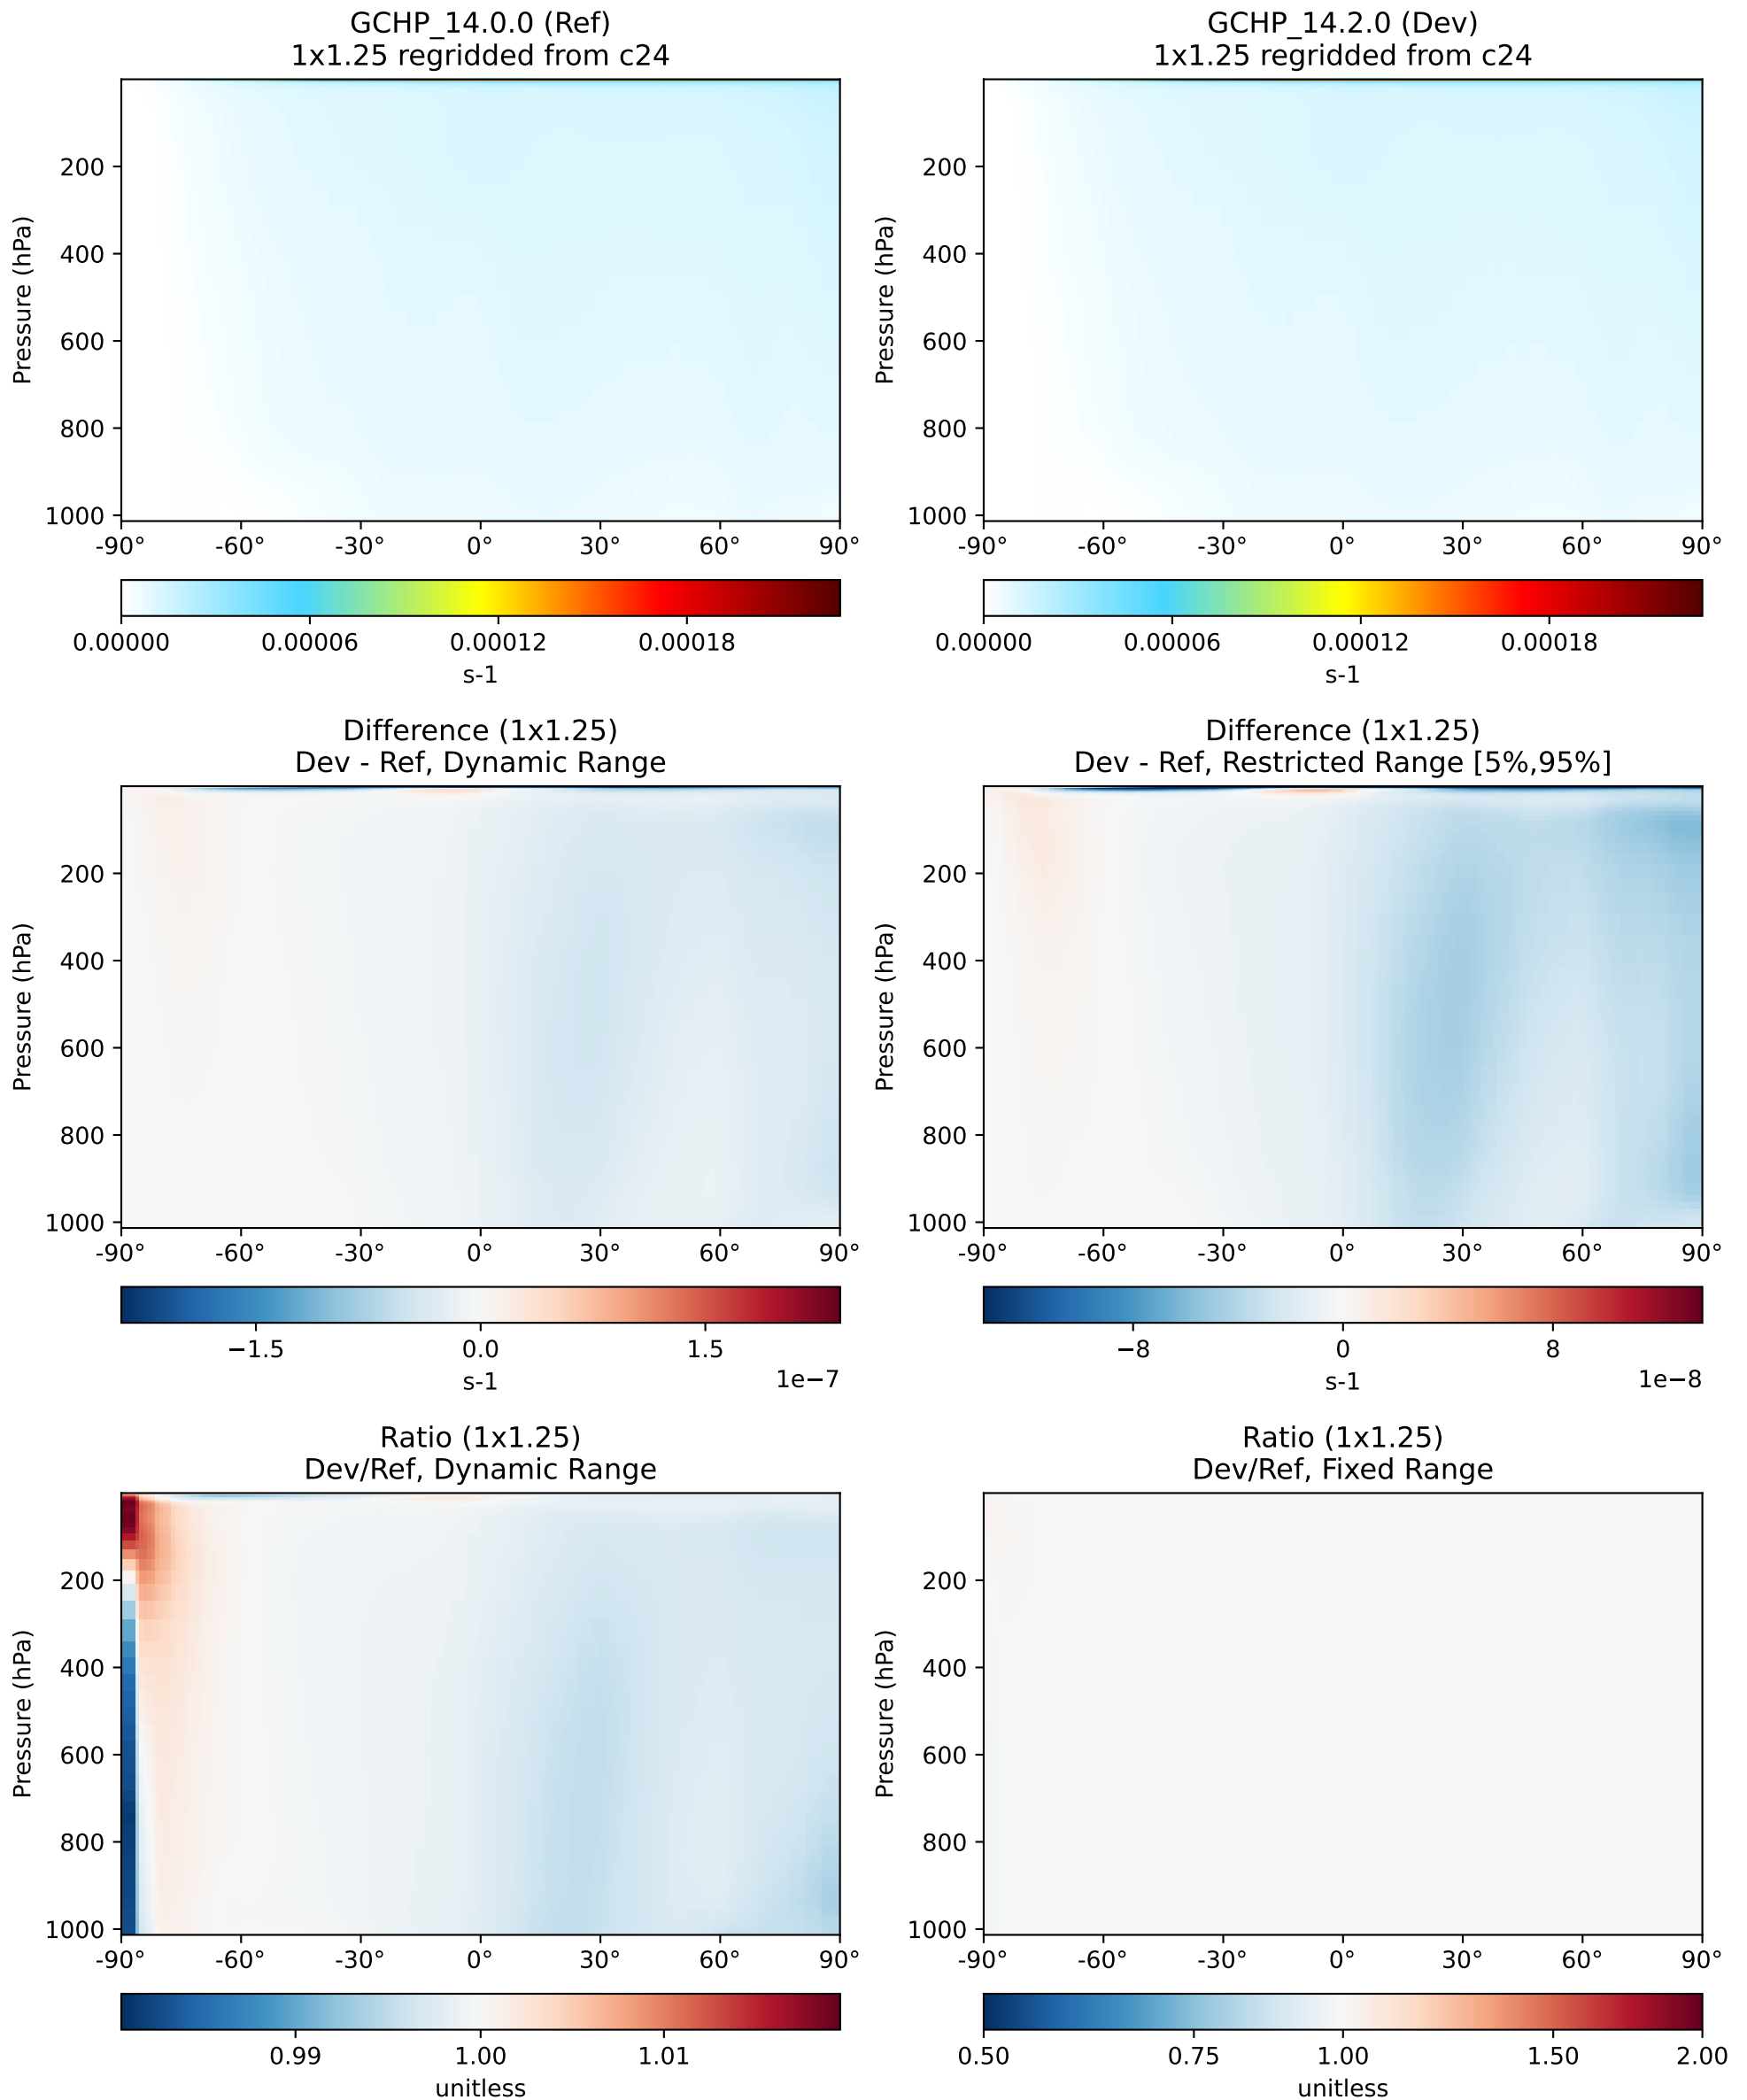 GCHP_14.0.0 (Ref)
1x1.25 regridded from c24
Pressure (hPa)
200
400
600
800
1000
-90° -60° -30° 0° 30° 60° 90°
0.00000 0.00006 0.00012 0.00018
s-1
GCHP_14.2.0 (Dev)
1x1.25 regridded from c24
Pressure (hPa)
200
400
600
800
1000
-90° -60° -30° 0° 30° 60° 90°
0.00000 0.00006 0.00012 0.00018
s-1
Difference (1x1.25)
Dev - Ref, Dynamic Range
Pressure (hPa)
200
400
600
800
1000
-90° -60° -30° 0° 30° 60° 90°
−1.5 0.0 1.5
s-1 1e−7
Difference (1x1.25)
Dev - Ref, Restricted Range [5%,95%]
Pressure (hPa)
200
400
600
800
1000
-90° -60° -30° 0° 30° 60° 90°
−8 0 8
s-1 1e−8
Ratio (1x1.25)
Dev/Ref, Dynamic Range
Pressure (hPa)
200
400
600
800
1000
-90° -60° -30° 0° 30° 60° 90°
0.99 1.00 1.01
unitless
Ratio (1x1.25)
Dev/Ref, Fixed Range
Pressure (hPa)
200
400
600
800
1000
-90° -60° -30° 0° 30° 60° 90°
0.50 0.75 1.00 1.50 2.00
unitless